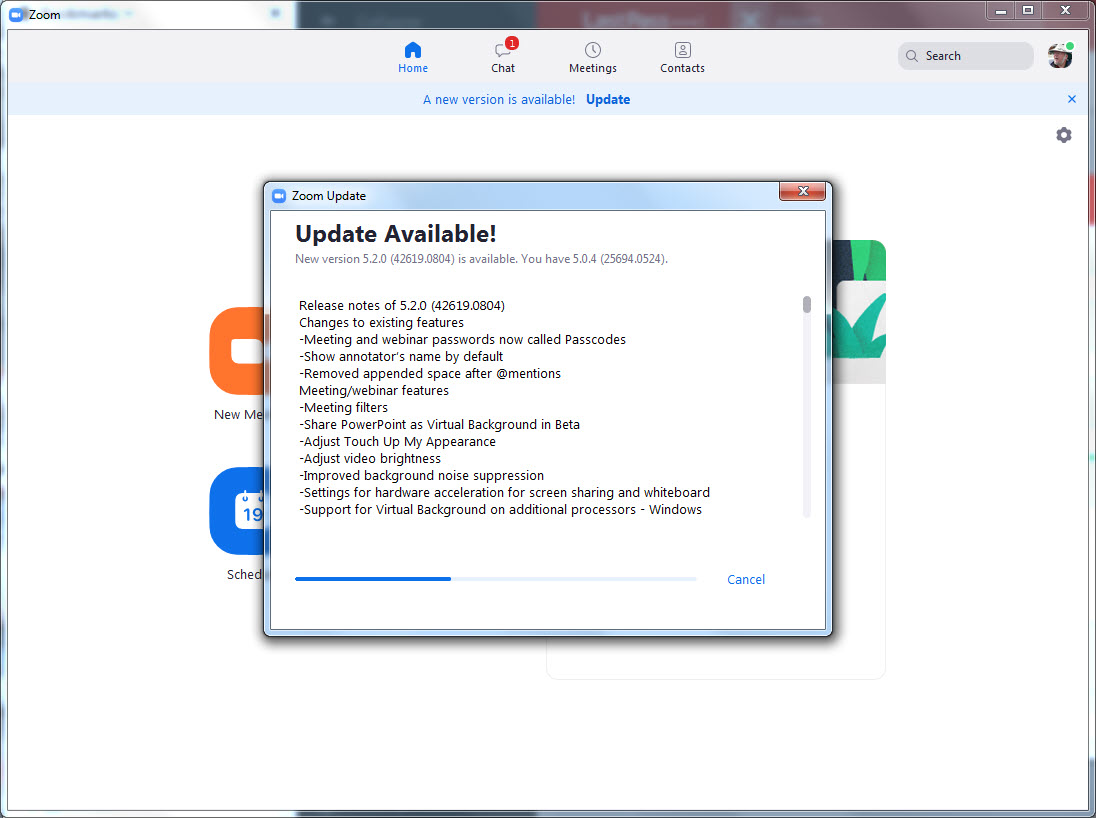 Zoom
LastPass
1
Home
Chat
Meetings
Contacts
Search
A new version is available! Update
Zoom Update
Update Available!
New version 5.2.0 (42619.0804) is available. You have 5.0.4 (25694.0524).
Release notes of 5.2.0 (42619.0804)
Changes to existing features
-Meeting and webinar passwords now called Passcodes
-Show annotator's name by default
-Removed appended space after @mentions
Meeting/webinar features
-Meeting filters
-Share PowerPoint as Virtual Background in Beta
-Adjust Touch Up My Appearance
-Adjust video brightness
-Improved background noise suppression
-Settings for hardware acceleration for screen sharing and whiteboard
-Support for Virtual Background on additional processors - Windows
New Me
19
Sched
Cancel